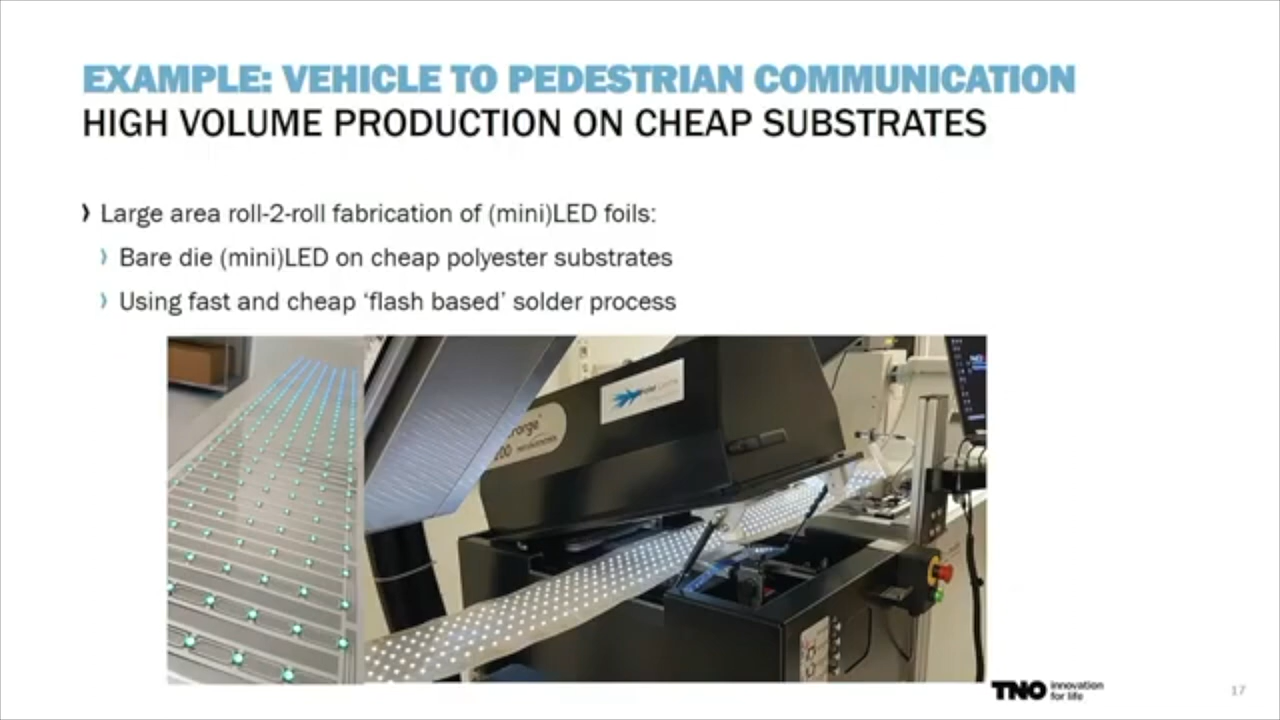 EXAMPLE: VEHICLE TO PEDESTRIAN COMMUNICATION
HIGH VOLUME PRODUCTION ON CHEAP SUBSTRATES
Large area roll-2-roll fabrication of (mini)LED foils:
Bare die (mini)LED on cheap polyester substrates
Using fast and cheap ‘flash based’ solder process
TNO innovation
for life
17